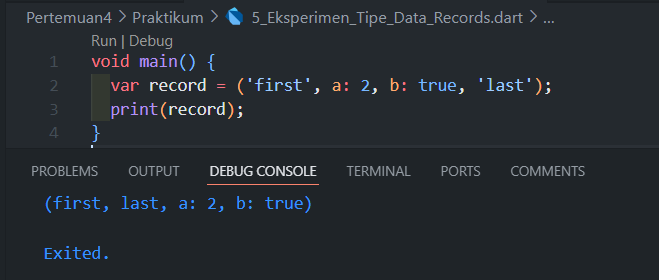 Pertemuan4 > Praktikum > 5_Eksperimen_Tipe_Data_Records.dart > ...
Run | Debug
1 void main() {
2 var record = ('first', a: 2, b: true, 'last');
3 print(record);
4 }
PROBLEMS OUTPUT DEBUG CONSOLE TERMINAL PORTS COMMENTS
(first, last, a: 2, b: true)
Exited.